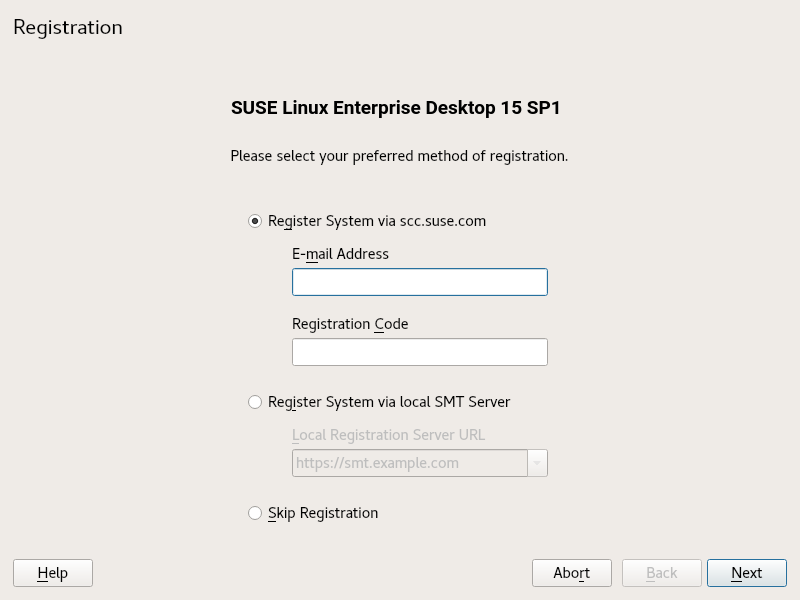 Registration
SUSE Linux Enterprise Desktop 15 SP1
Please select your preferred method of registration.
Register System via scc.suse.com
E-mail Address
Registration Code
Register System via local SMT Server
Local Registration Server URL
https://smt.example.com
Skip Registration
Help Abort Back Next